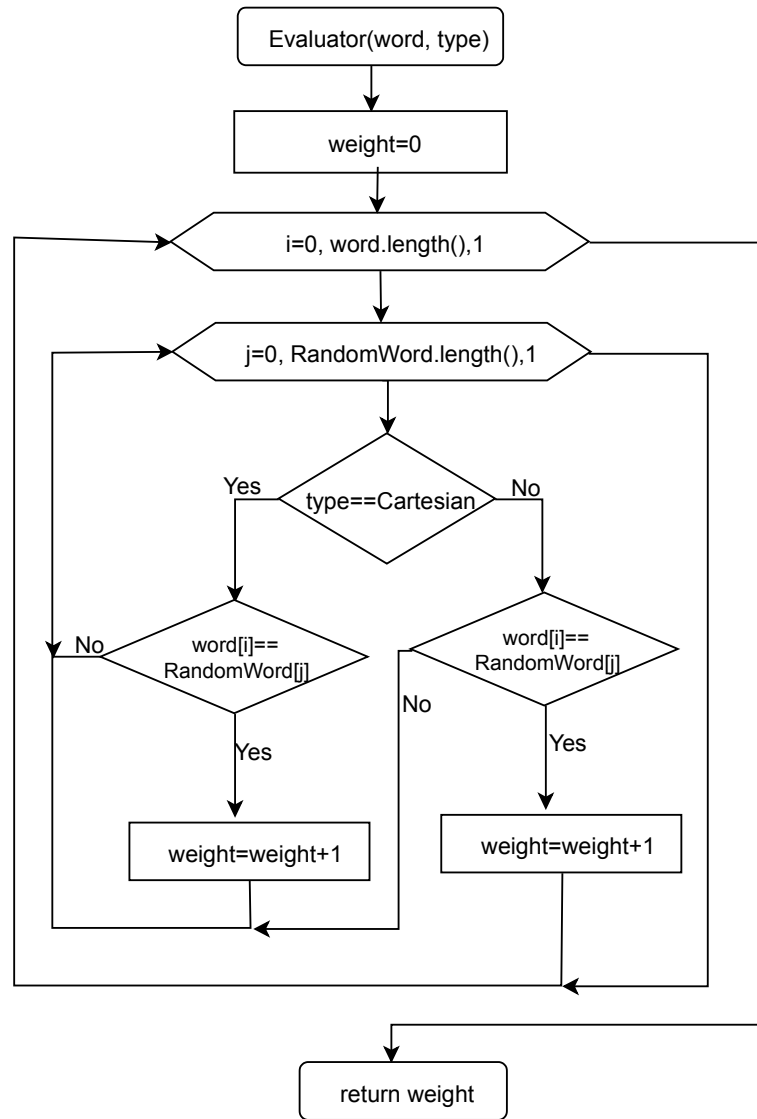 Evaluator(word, type)
weight=0
i=0, word.length(),1
j=0, RandomWord.length(),1
Yes
No
type==Cartesian
No
word[i]==
RandomWord[j]
word[i]==
RandomWord[j]
No
Yes
Yes
weight=weight+1
weight=weight+1
return weight